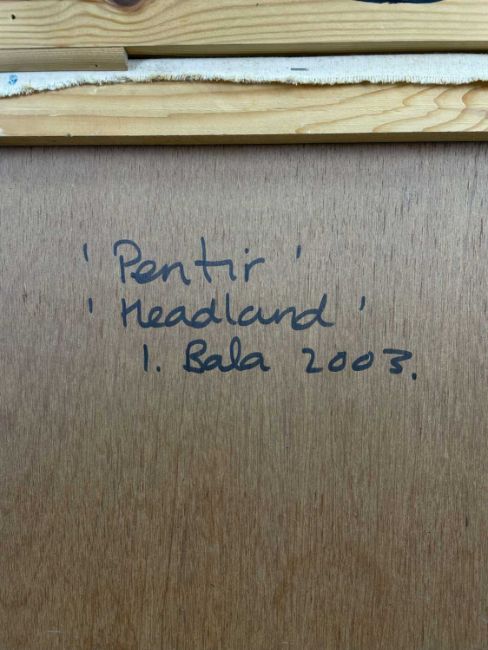 'Pentir'
'Headland'
I. Bala 2003.